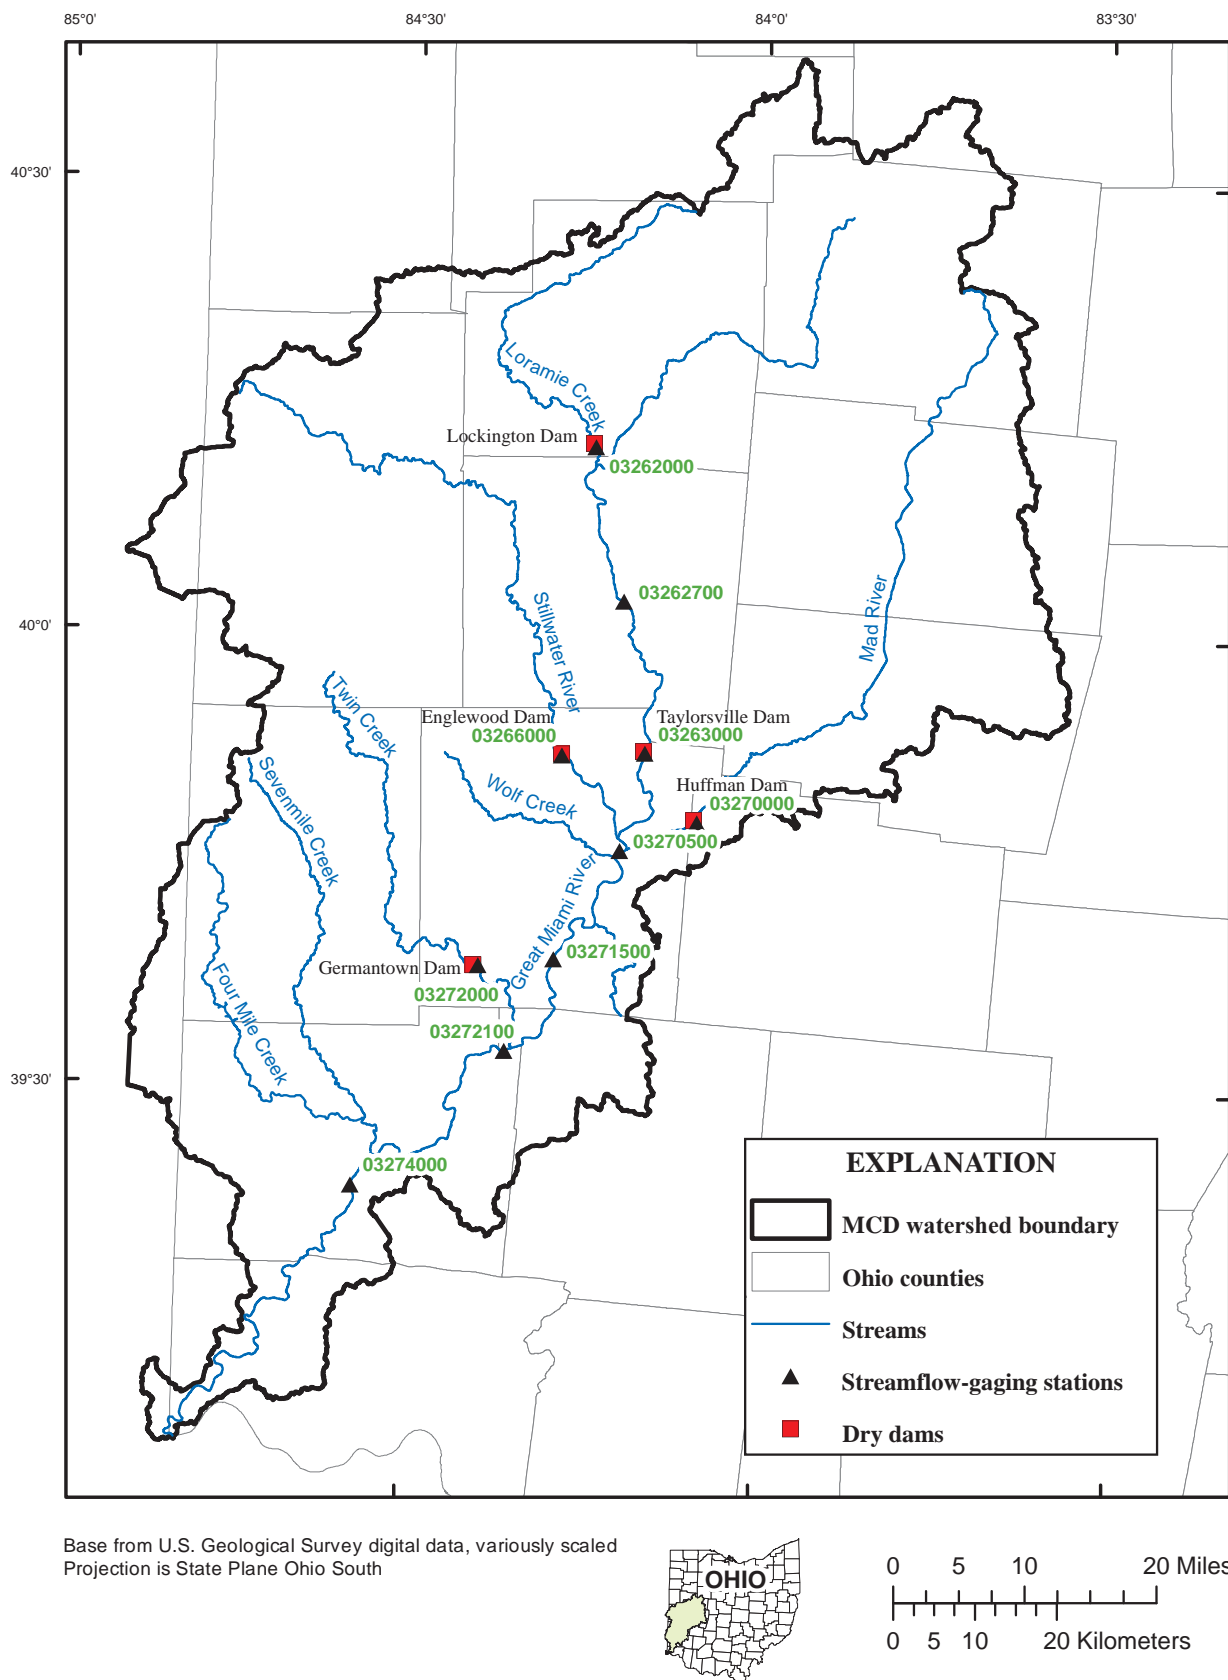 85°0'
84°30'
84°0'
83°30'
40°30'
40°0'
39°30'
Loramie Creek
Lockington Dam
03262000
03262700
Stillwater River
Mad River
Twin Creek
Englewood Dam
03266000
Taylorsville Dam
03263000
Sevenmile Creek
Wolf Creek
Huffman Dam
03270000
03270500
Great Miami River
03271500
Germantown Dam
03272000
Four Mile Creek
03272100
03274000
EXPLANATION
MCD watershed boundary
Ohio counties
Streams
Streamflow-gaging stations
Dry dams
Base from U.S. Geological Survey digital data, variously scaled
Projection is State Plane Ohio South
OHIO
0 5 10 20 Miles
0 5 10 20 Kilometers